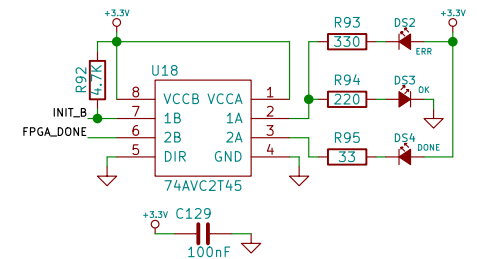 +3.3V
+3.3V
R93
330
DS2
ERR
R92
4.7K
U18
R94
220
DS3
OK
8 VCCB VCCA 1
INIT_B 7 1B 1A 2
FPGA_DONE 6 2B 2A 3
5 DIR GND 4
74AVC2T45
R95
33
DS4
DONE
+3.3V
C129
100nF